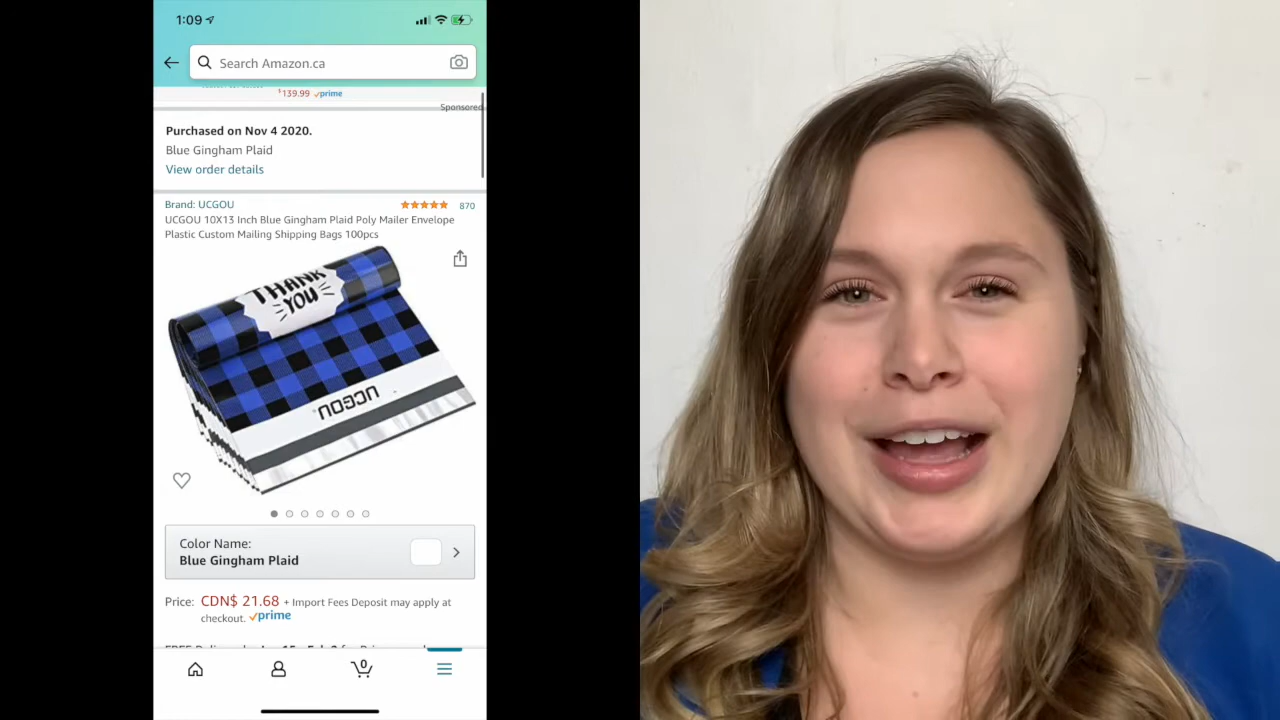 1:09
Search Amazon.ca
$139.99 prime
Sponsored
Purchased on Nov 4 2020.
Blue Gingham Plaid
View order details
Brand: UCGOU
870
UCGOU 10X13 Inch Blue Gingham Plaid Poly Mailer Envelope
Plastic Custom Mailing Shipping Bags 100pcs
THANK
YOU
UCGOU
Color Name:
Blue Gingham Plaid
Price: CDN$ 21.68 + Import Fees Deposit may apply at
checkout. prime
0